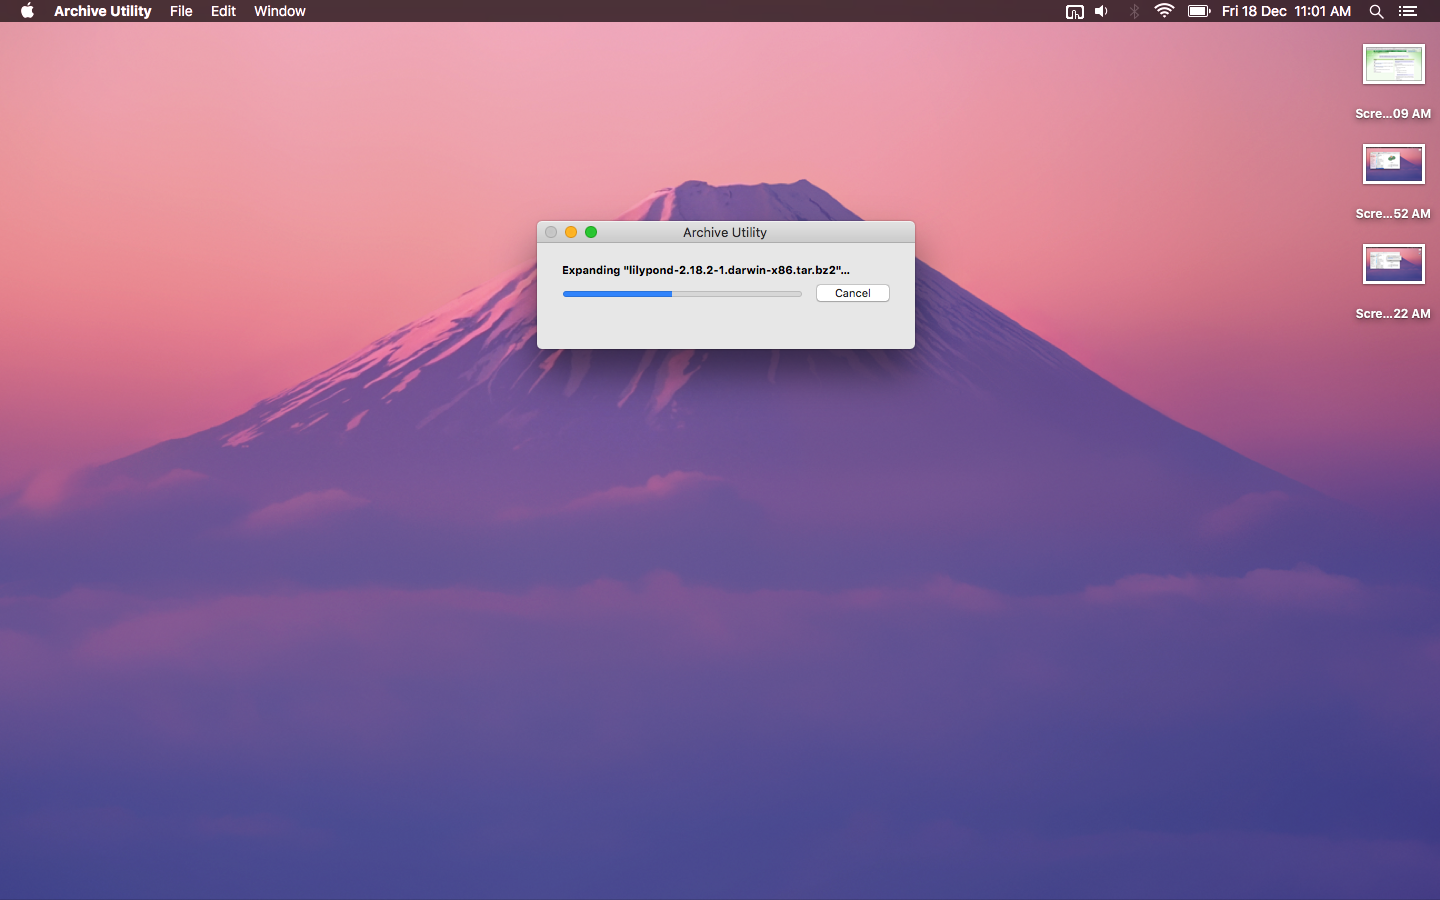 Archive Utility File Edit Window Fri 18 Dec 11:01 AM
Scre...09 AM
Scre...52 AM
Archive Utility
Expanding "lilypond-2.18.2-1.darwin-x86.tar.bz2"...
Cancel
Scre...22 AM